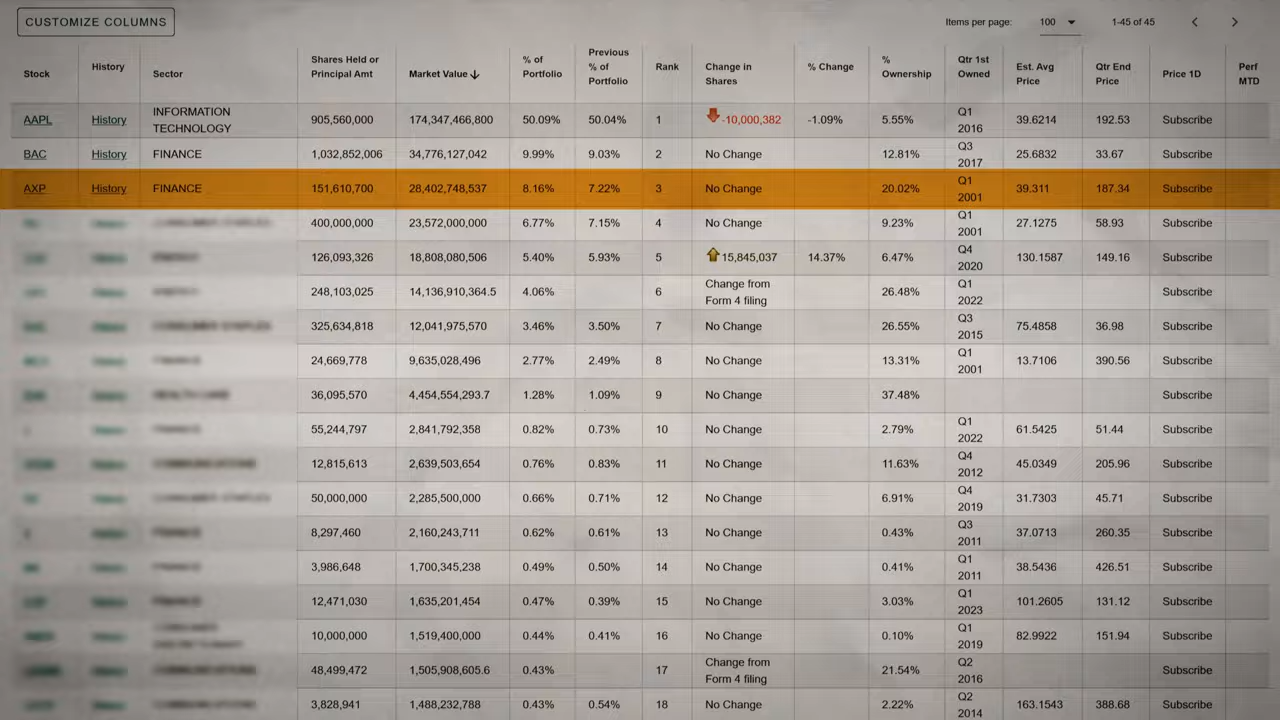 CUSTOMIZE COLUMNS
Items per page: 100 1-45 of 45
Stock History Sector Shares Held or Principal Amt Market Value % of Portfolio Previous % of Portfolio Rank Change in Shares % Change % Ownership Qtr 1st Owned Est. Avg Price Qtr End Price Price 1D Perf MTD
AAPL History INFORMATION TECHNOLOGY 905,560,000 174,347,466,800 50.09% 50.04% 1 -10,000,382 -1.09% 5.55% Q1 2016 39.6214 192.53 Subscribe
BAC History FINANCE 1,032,852,006 34,776,127,042 9.99% 9.03% 2 No Change 12.81% Q3 2017 25.6832 33.67 Subscribe
AXP History FINANCE 151,610,700 28,402,748,537 8.16% 7.22% 3 No Change 20.02% Q1 2001 39.311 187.34 Subscribe
400,000,000 23,572,000,000 6.77% 7.15% 4 No Change 9.23% Q1 2001 27.1275 58.93 Subscribe
126,093,326 18,808,080,506 5.40% 5.93% 5 15,845,037 14.37% 6.47% Q4 2020 130.1587 149.16 Subscribe
248,103,025 14,136,910,364.5 4.06% 6 Change from Form 4 filing 26.48% Q1 2022 Subscribe
325,634,818 12,041,975,570 3.46% 3.50% 7 No Change 26.55% Q3 2015 75.4858 36.98 Subscribe
24,669,778 9,635,028,496 2.77% 2.49% 8 No Change 13.31% Q1 2001 13.7106 390.56 Subscribe
36,095,570 4,454,554,293.7 1.28% 1.09% 9 No Change 37.48% Subscribe
55,244,797 2,841,792,358 0.82% 0.73% 10 No Change 2.79% Q1 2022 61.5425 51.44 Subscribe
12,815,613 2,639,503,654 0.76% 0.83% 11 No Change 11.63% Q4 2012 45.0349 205.96 Subscribe
50,000,000 2,285,500,000 0.66% 0.71% 12 No Change 6.91% Q4 2019 31.7303 45.71 Subscribe
8,297,460 2,160,243,711 0.62% 0.61% 13 No Change 0.43% Q3 2011 37.0713 260.35 Subscribe
3,986,648 1,700,345,238 0.49% 0.50% 14 No Change 0.41% Q1 2011 38.5436 426.51 Subscribe
12,471,030 1,635,201,454 0.47% 0.39% 15 No Change 3.03% Q1 2023 101.2605 131.12 Subscribe
10,000,000 1,519,400,000 0.44% 0.41% 16 No Change 0.10% Q1 2019 82.9922 151.94 Subscribe
48,499,472 1,505,908,605.6 0.43% 17 Change from Form 4 filing 21.54% Q2 2016 Subscribe
3,828,941 1,488,232,788 0.43% 0.54% 18 No Change 2.22% Q2 2014 163.1543 388.68 Subscribe